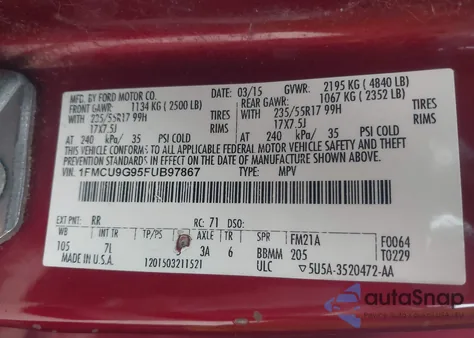 MFD. BY FORD MOTOR CO.
03/15 GVWR: 2195 KG ( 4840 LB)
FRONT GAWR: 1134 KG ( 2500 LB) REAR GAWR: 1067 KG ( 2352 LB)
WITH 235/55R17 99H TIRES WITH 235/55R17 99H TIRES
17X7.5J RIMS 17X7.5J RIMS
AT 240 kPa/ 35 PSI COLD AT 240 kPa/ 35 PSI COLD
THIS VEHICLE CONFORMS TO ALL APPLICABLE FEDERAL MOTOR VEHICLE SAFETY AND THEFT PREVENTION STANDARDS IN EFFECT ON THE DATE OF MANUFACTURE SHOWN ABOVE.
VIN: 1FMCU9G95FUB97867 TYPE: MPV
EXT PNT: RR RC: 71 DSO:
WB INT TR TP/PS AXLE TR SPR FM21A F0064
105 7L 3A 6 BBMM 205 T0229
MADE IN U.S.A. 1201503211521 ULC 5U5A-3520472-AA
autoSnap